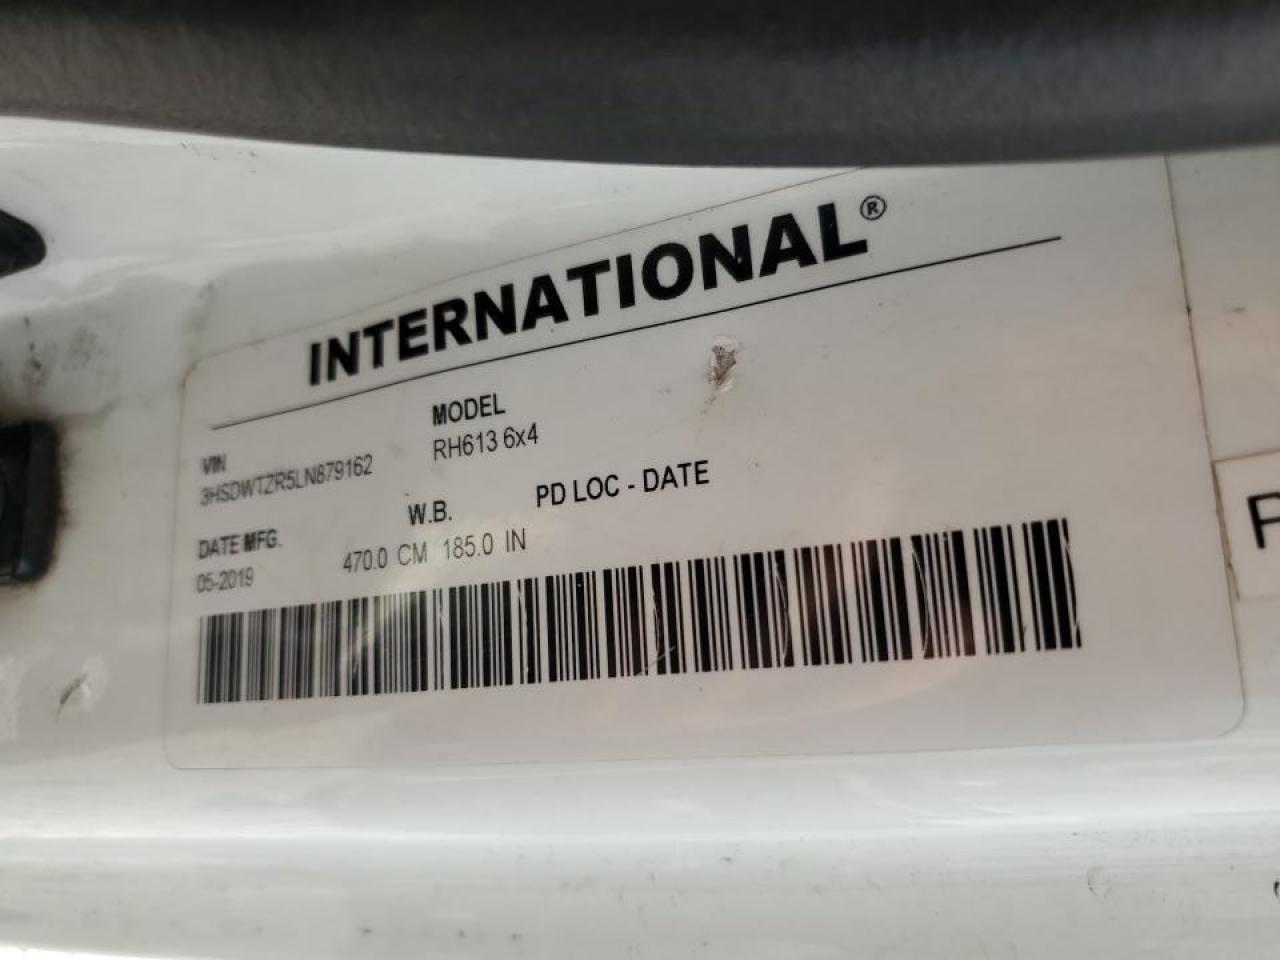 INTERNATIONAL®
VIN
3HSDWTZR5LN879162
MODEL
RH613 6x4
DATE MFG.
05-2019
W.B.
470.0 CM 185.0 IN
PD LOC - DATE